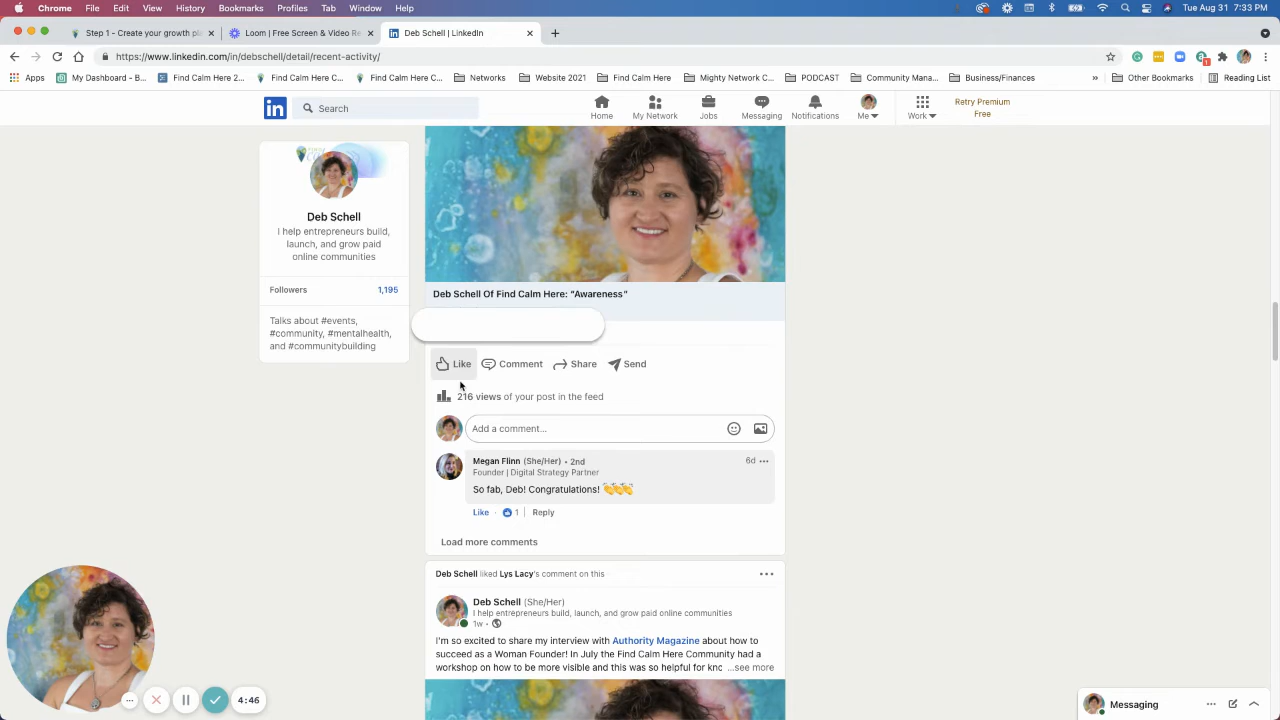 Chrome File Edit View History Bookmarks Profiles Tab Window Help
Tue Aug 31 7:33 PM
Step 1 - Create your growth pl
Loom | Free Screen & Video Re
Deb Schell | LinkedIn
https://www.linkedin.com/in/debschell/detail/recent-activity/
Apps My Dashboard - B... Find Calm Here 2... Find Calm Here C... Find Calm Here C... Networks Website 2021 Find Calm Here Mighty Network C... PODCAST Community Mana... Business/Finances » Other Bookmarks Reading List
in Search
Home My Network Jobs Messaging Notifications Me Work
Retry Premium
Free
Deb Schell
I help entrepreneurs build,
launch, and grow paid
online communities
Followers 1,195
Talks about #events,
#community, #mentalhealth,
and #communitybuilding
Deb Schell Of Find Calm Here: "Awareness"
Like Comment Share Send
216 views of your post in the feed
Add a comment...
Megan Flinn (She/Her) • 2nd 6d
Founder | Digital Strategy Partner
So fab, Deb! Congratulations! 👏👏👏
Like · 1 | Reply
Load more comments
Deb Schell liked Lys Lacy's comment on this
Deb Schell (She/Her)
I help entrepreneurs build, launch, and grow paid online communities
1w •
I'm so excited to share my interview with Authority Magazine about how to
succeed as a Woman Founder! In July the Find Calm Here Community had a
workshop on how to be more visible and this was so helpful for knc ...see more
4:46
Messaging